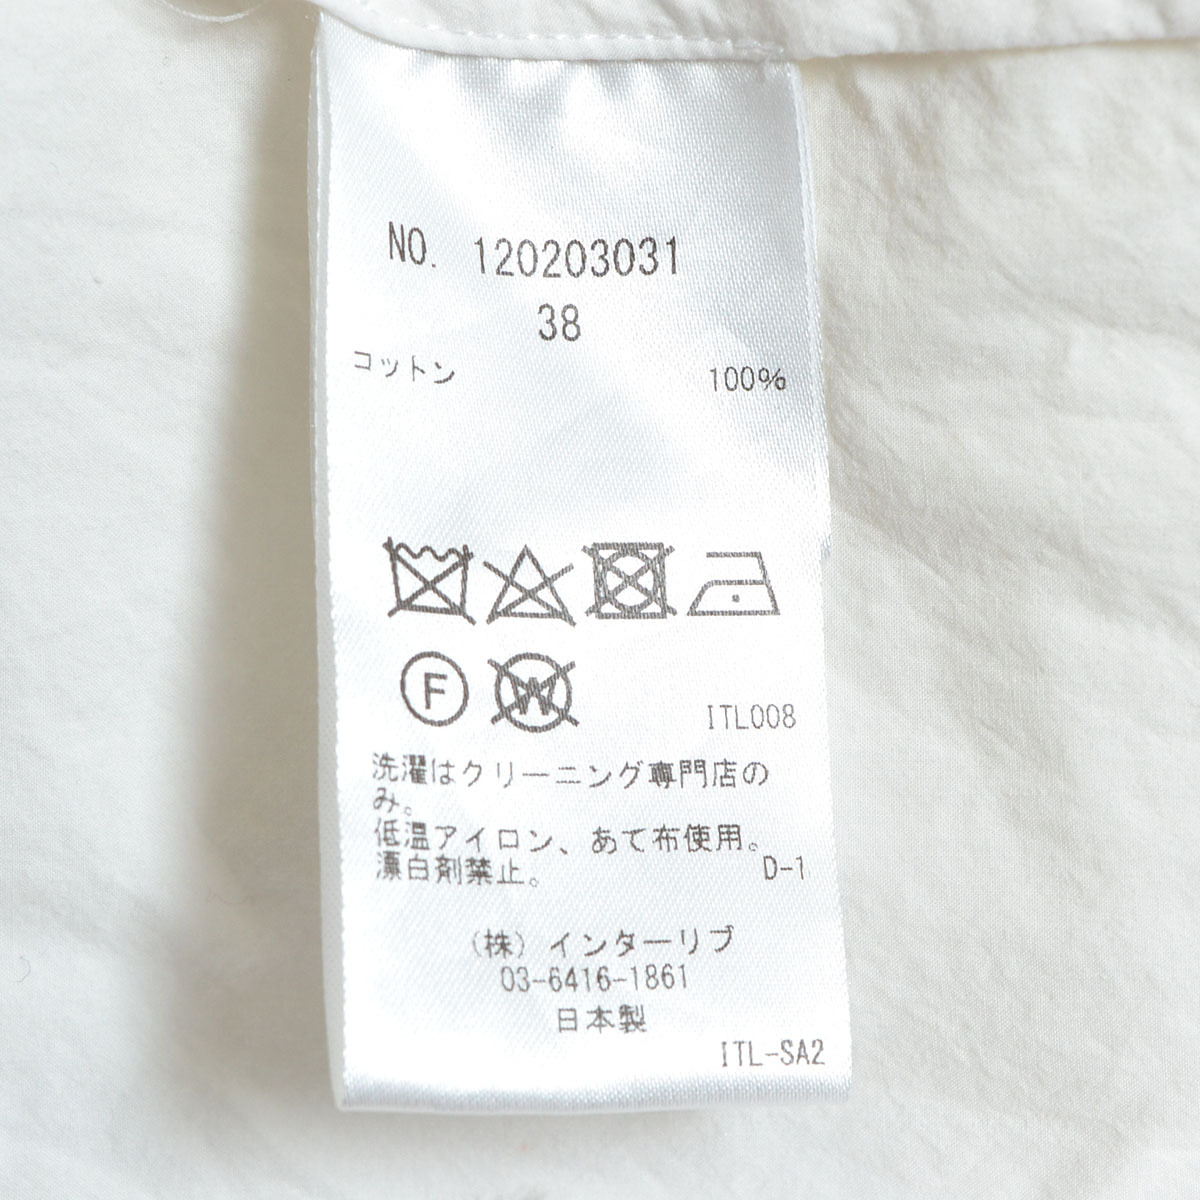 NO. 120203031
38
コットン 100%
F W
ITL008
洗濯はクリーニング専門店の
み。
低温アイロン、あて布使用。
漂白剤禁止。 D-1
(株) インターリブ
03-6416-1861
日本製
ITL-SA2